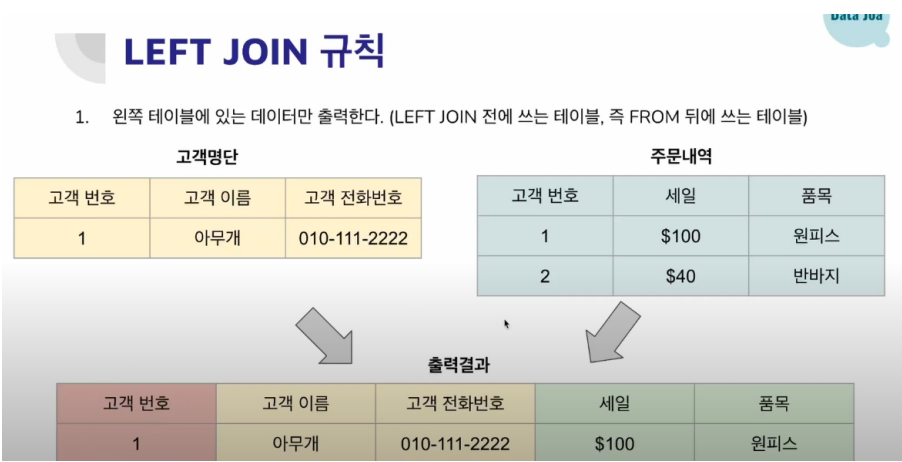 Data Joa
LEFT JOIN 규칙
1. 왼쪽 테이블에 있는 데이터만 출력한다. (LEFT JOIN 전에 쓰는 테이블, 즉 FROM 뒤에 쓰는 테이블)
고객명단
고객 번호 고객 이름 고객 전화번호
1 아무개 010-111-2222
주문내역
고객 번호 세일 품목
1 $100 원피스
2 $40 반바지
출력결과
고객 번호 고객 이름 고객 전화번호 세일 품목
1 아무개 010-111-2222 $100 원피스